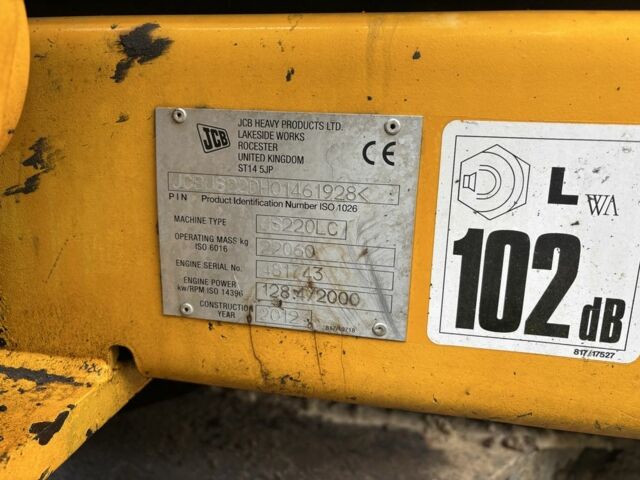 JCB
JCB HEAVY PRODUCTS LTD.
LAKESIDE WORKS
ROCESTER
UNITED KINGDOM
ST14 5JP
CE
PIN Product Identification Number ISO 1026
MACHINE TYPE JS220LC
OPERATING MASS kg 22060
ISO 6016
ENGINE SERIAL No.
ENGINE POWER 128.4/2000
kw/RPM ISO 14396
CONSTRUCTION 2012
YEAR
L WA
102 dB
817/17527